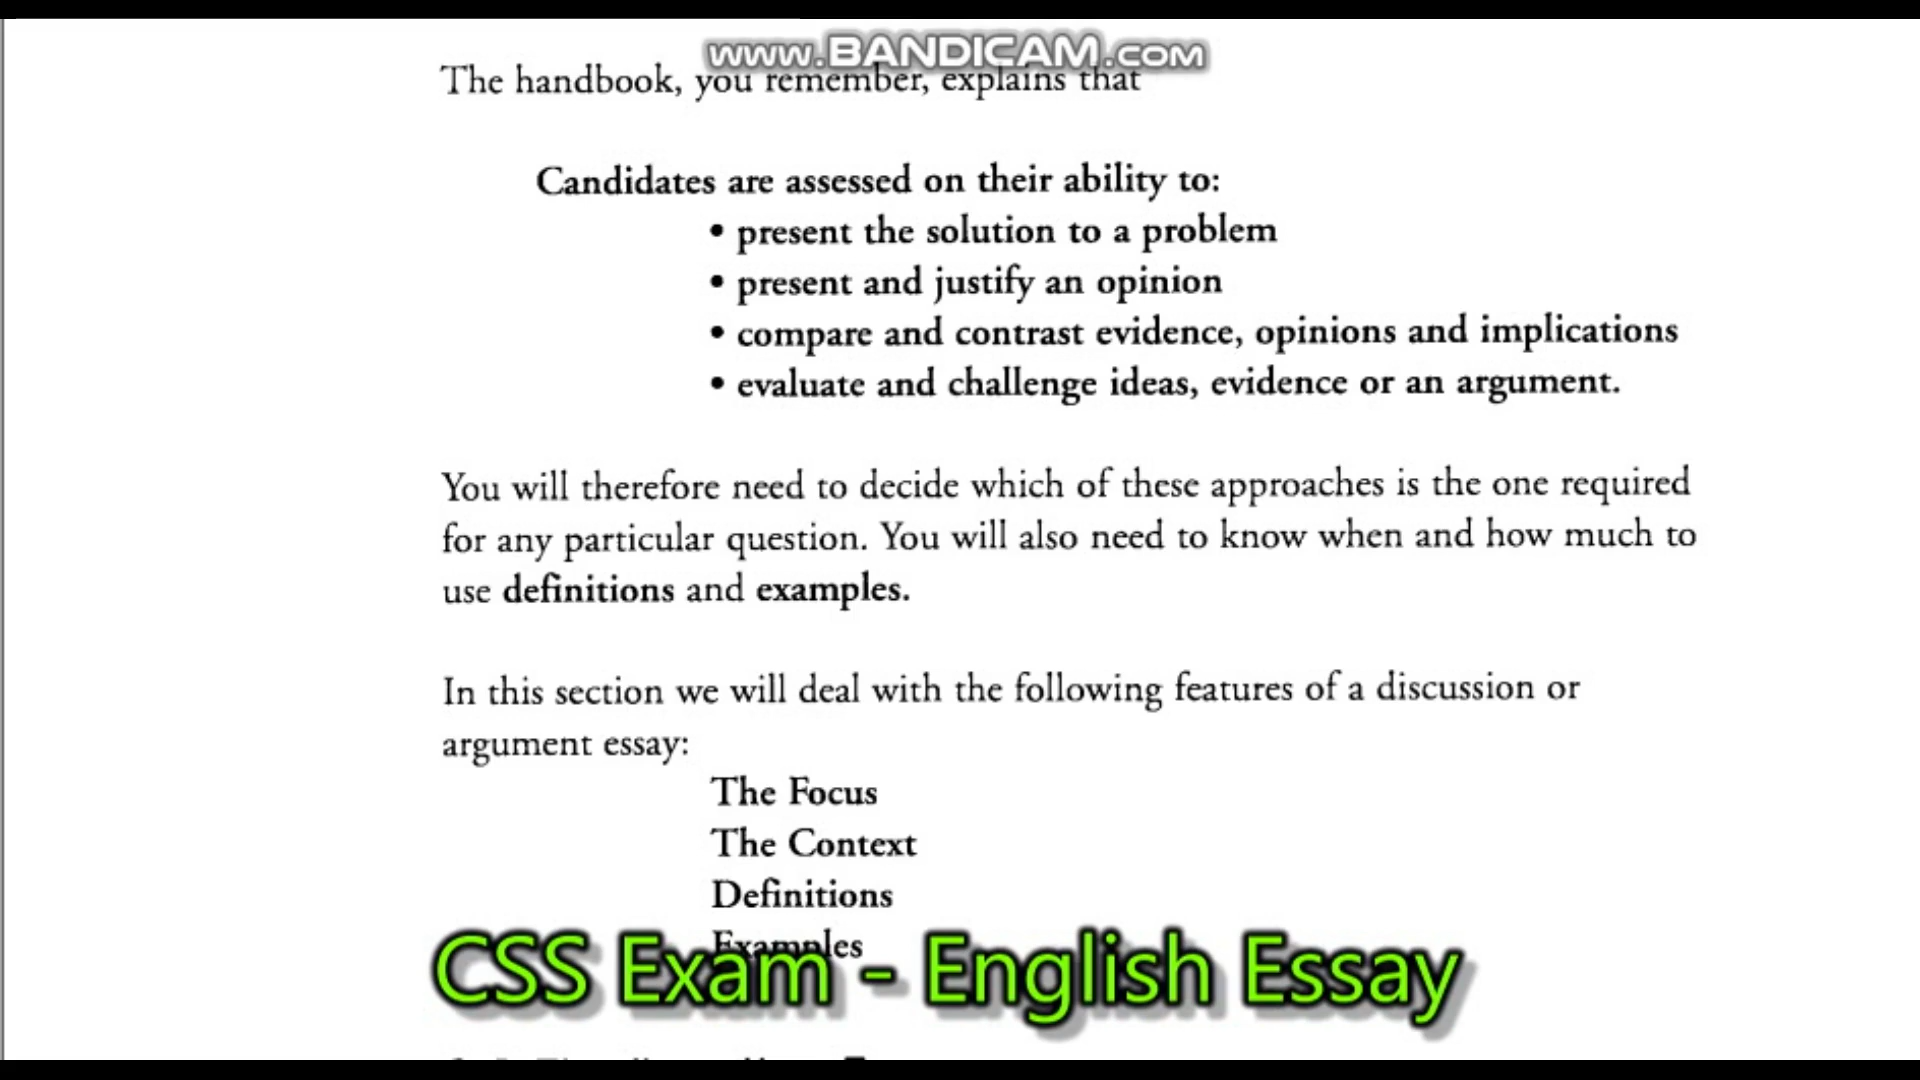 www.BANDICAM.com
The handbook, you remember, explains that
Candidates are assessed on their ability to:
• present the solution to a problem
• present and justify an opinion
• compare and contrast evidence, opinions and implications
• evaluate and challenge ideas, evidence or an argument.
You will therefore need to decide which of these approaches is the one required
for any particular question. You will also need to know when and how much to
use definitions and examples.
In this section we will deal with the following features of a discussion or
argument essay:
The Focus
The Context
Definitions
Examples
CSS Exam - English Essay